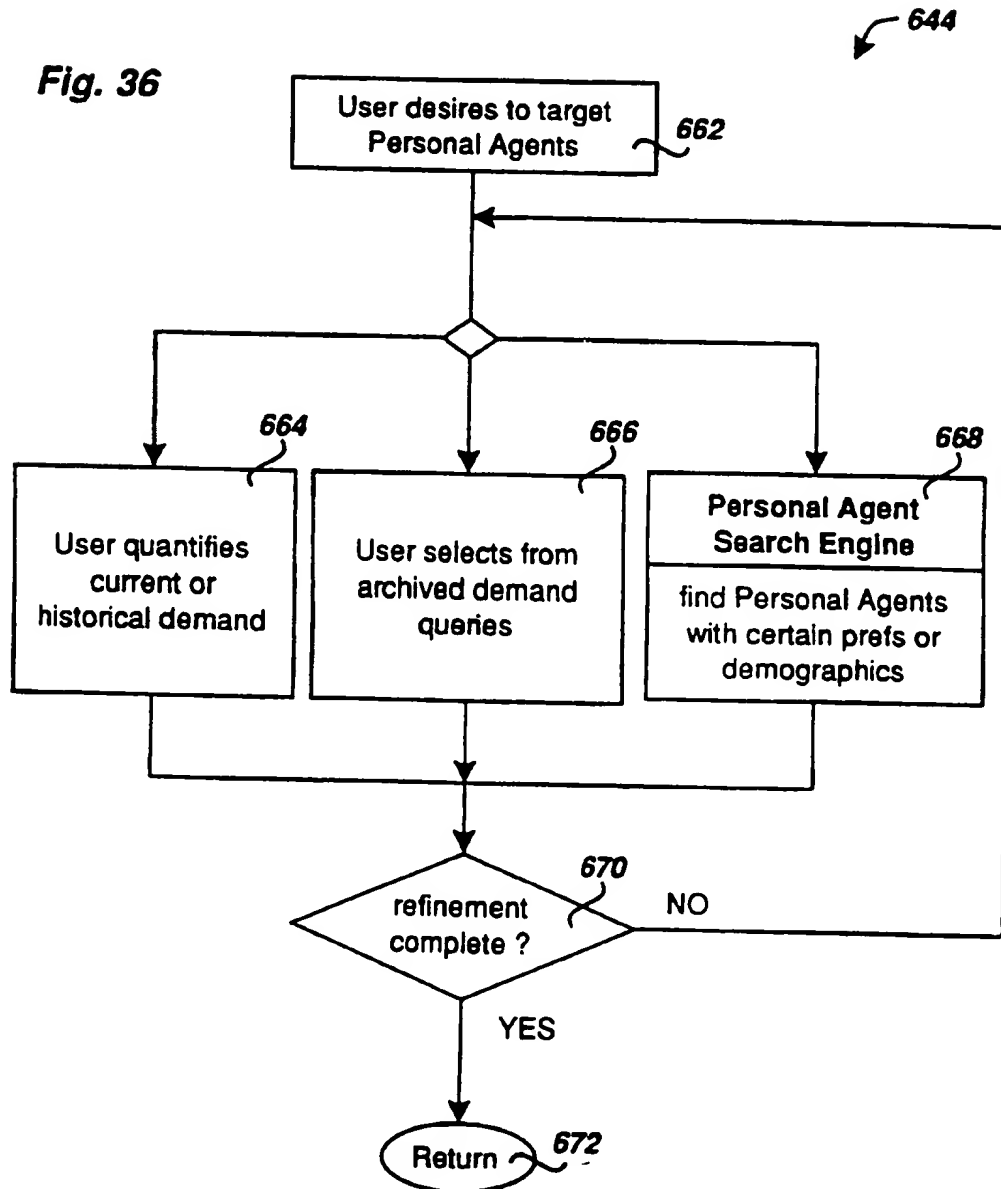 644
Fig. 36
User desires to target
Personal Agents
662
664
User quantifies
current or
historical demand
666
User selects from
archived demand
queries
668
Personal Agent
Search Engine
find Personal Agents
with certain prefs or
demographics
670
refinement
complete ?
NO
YES
Return
672